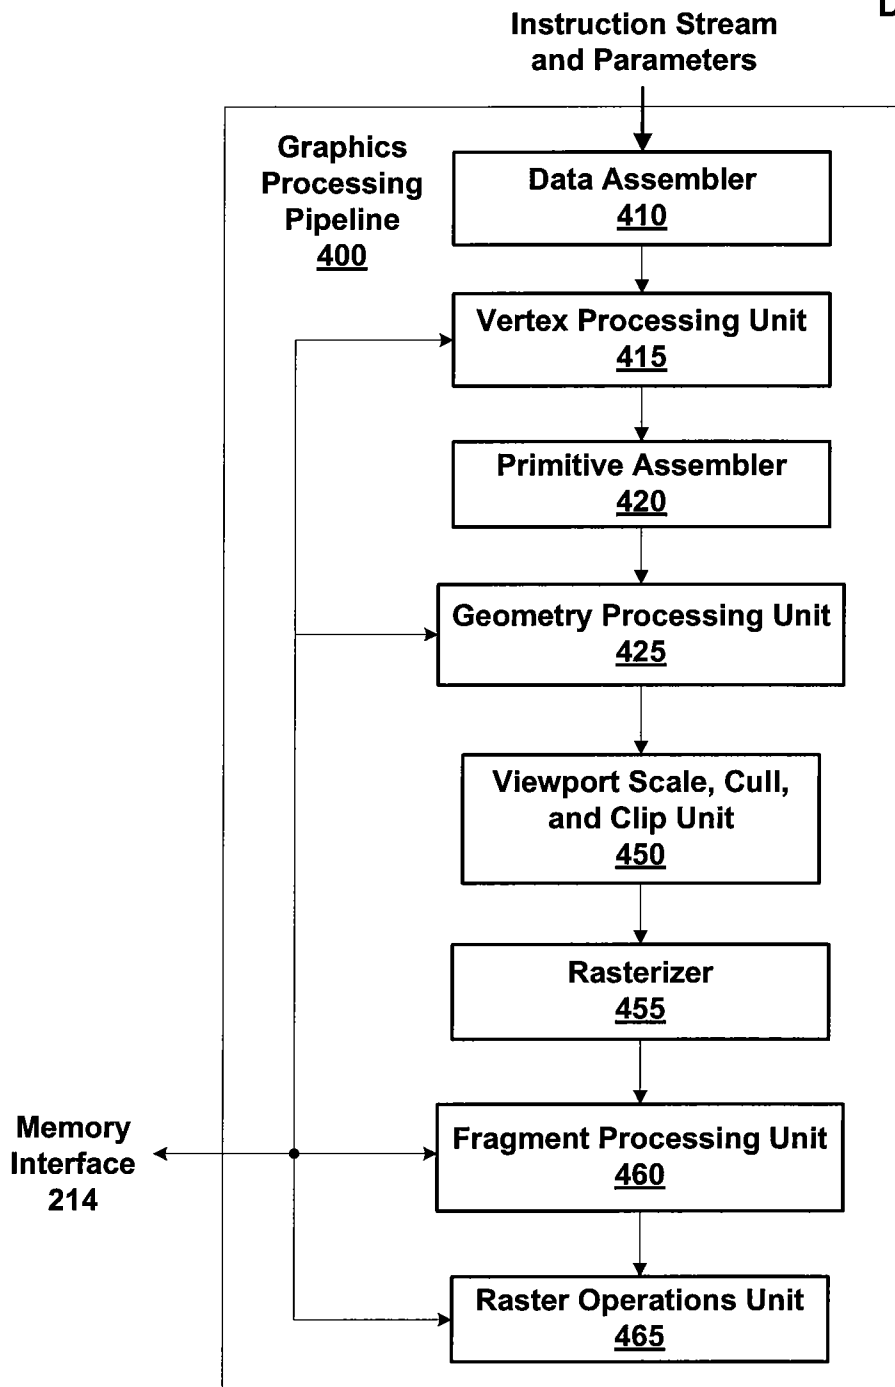 Instruction Stream
and Parameters
Graphics
Processing
Pipeline
400
Data Assembler
410
Vertex Processing Unit
415
Primitive Assembler
420
Geometry Processing Unit
425
Viewport Scale, Cull,
and Clip Unit
450
Rasterizer
455
Memory
Interface
214
Fragment Processing Unit
460
Raster Operations Unit
465